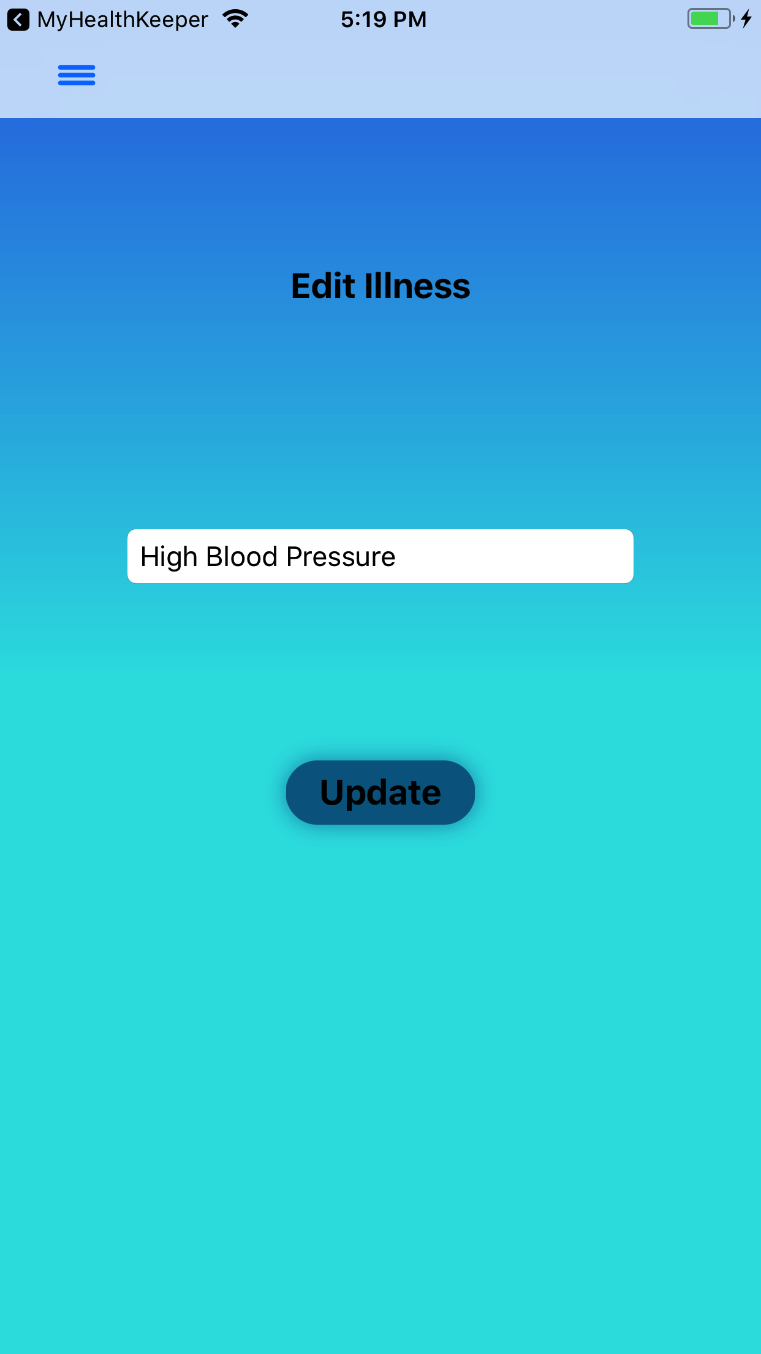 MyHealthKeeper 5:19 PM
Edit Illness
High Blood Pressure
Update